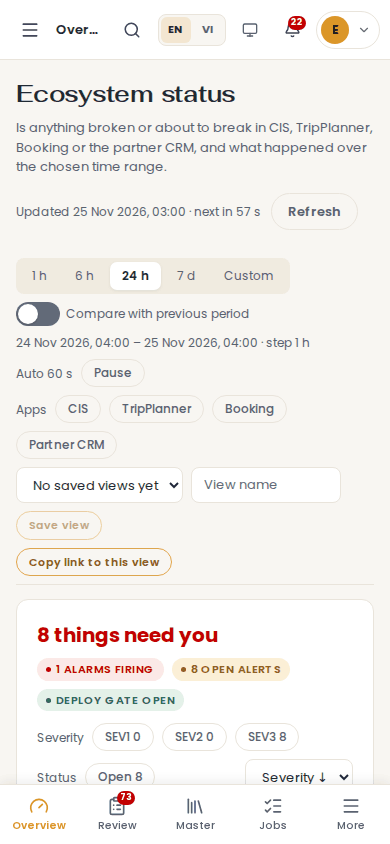 Over...
EN
VI
22
E
Ecosystem status
Is anything broken or about to break in CIS, TripPlanner,
Booking or the partner CRM, and what happened over
the chosen time range.
Updated 25 Nov 2026, 03:00 · next in 57 s
Refresh
1 h
6 h
24 h
7 d
Custom
Compare with previous period
24 Nov 2026, 04:00 – 25 Nov 2026, 04:00 · step 1 h
Auto 60 s
Pause
Apps
CIS
TripPlanner
Booking
Partner CRM
No saved views yet
View name
Save view
Copy link to this view
8 things need you
1 ALARMS FIRING
8 OPEN ALERTS
DEPLOY GATE OPEN
Severity
SEV1 0
SEV2 0
SEV3 8
Status
Open 8
Severity ↓
Overview
73
Review
Master
Jobs
More